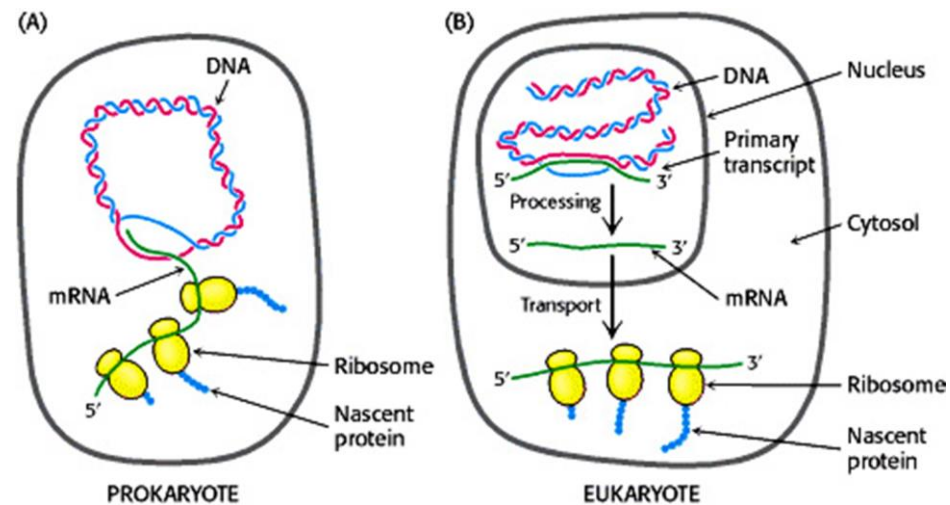 (A)
DNA
mRNA
Ribosome
Nascent
protein
5′
PROKARYOTE
(B)
DNA
Nucleus
Primary
transcript
5′
3′
Processing
Cytosol
5′
3′
mRNA
Transport
5′
3′
Ribosome
Nascent
protein
EUKARYOTE